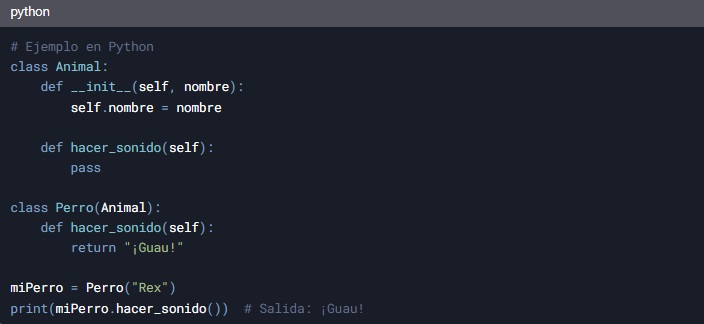 python
# Ejemplo en Python
class Animal:
    def __init__(self, nombre):
        self.nombre = nombre

    def hacer_sonido(self):
        pass

class Perro(Animal):
    def hacer_sonido(self):
        return "¡Guau!"

miPerro = Perro("Rex")
print(miPerro.hacer_sonido())  # Salida: ¡Guau!